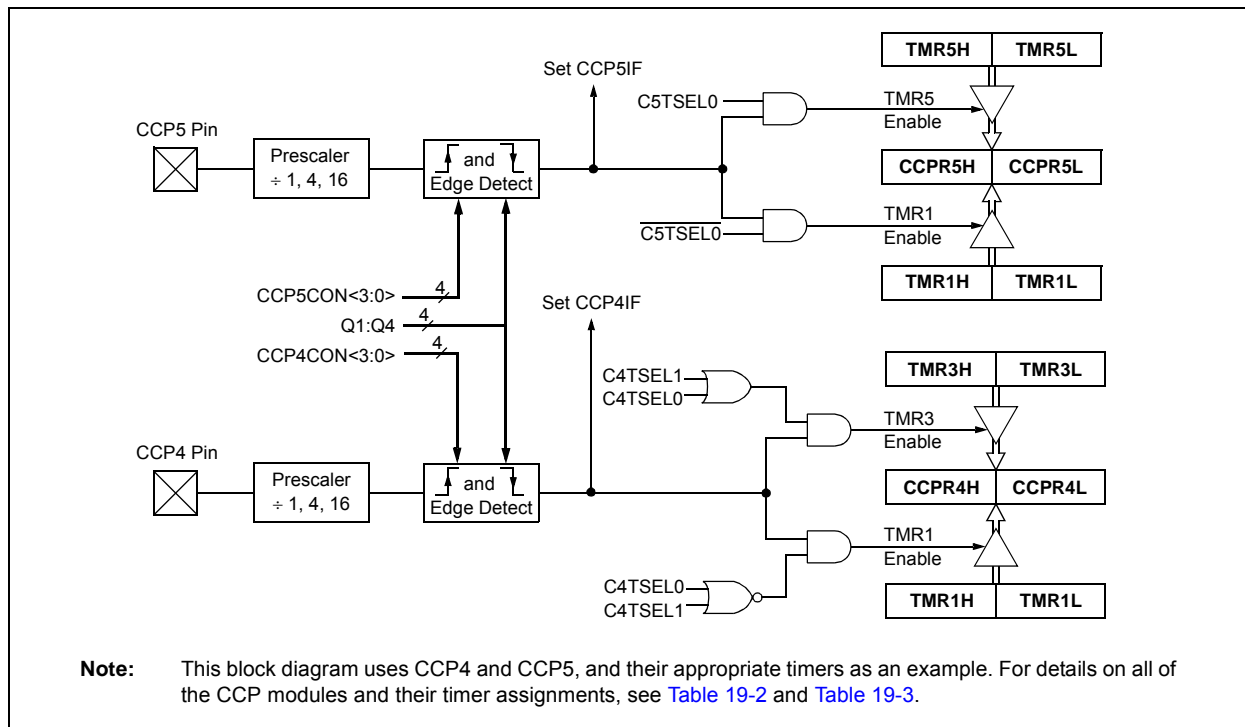 TMR5H TMR5L
Set CCP5IF
C5TSEL0
TMR5
Enable
CCP5 Pin
Prescaler
÷ 1, 4, 16
and
Edge Detect
CCPR5H CCPR5L
C5TSEL0
TMR1
Enable
TMR1H TMR1L
CCP5CON<3:0>
4
Q1:Q4
4
CCP4CON<3:0>
4
Set CCP4IF
TMR3H TMR3L
C4TSEL1
C4TSEL0
TMR3
Enable
CCP4 Pin
Prescaler
÷ 1, 4, 16
and
Edge Detect
CCPR4H CCPR4L
TMR1
Enable
C4TSEL0
C4TSEL1
TMR1H TMR1L
Note: This block diagram uses CCP4 and CCP5, and their appropriate timers as an example. For details on all of
the CCP modules and their timer assignments, see Table 19-2 and Table 19-3.